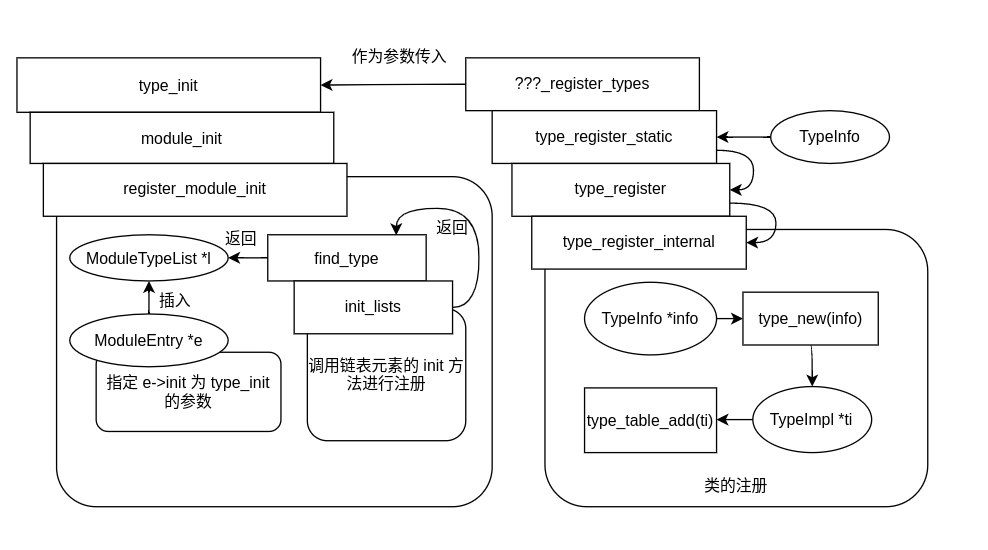 作为参数传入
type_init
???_register_types
module_init
type_register_static
TypeInfo
register_module_init
type_register
返回
返回
type_register_internal
ModuleTypeList *l
find_type
插入
init_lists
TypeInfo *info
type_new(info)
ModuleEntry *e
调用链表元素的 init 方
法进行注册
指定 e->init 为 type_init
的参数
type_table_add(ti)
TypeImpl *ti
类的注册